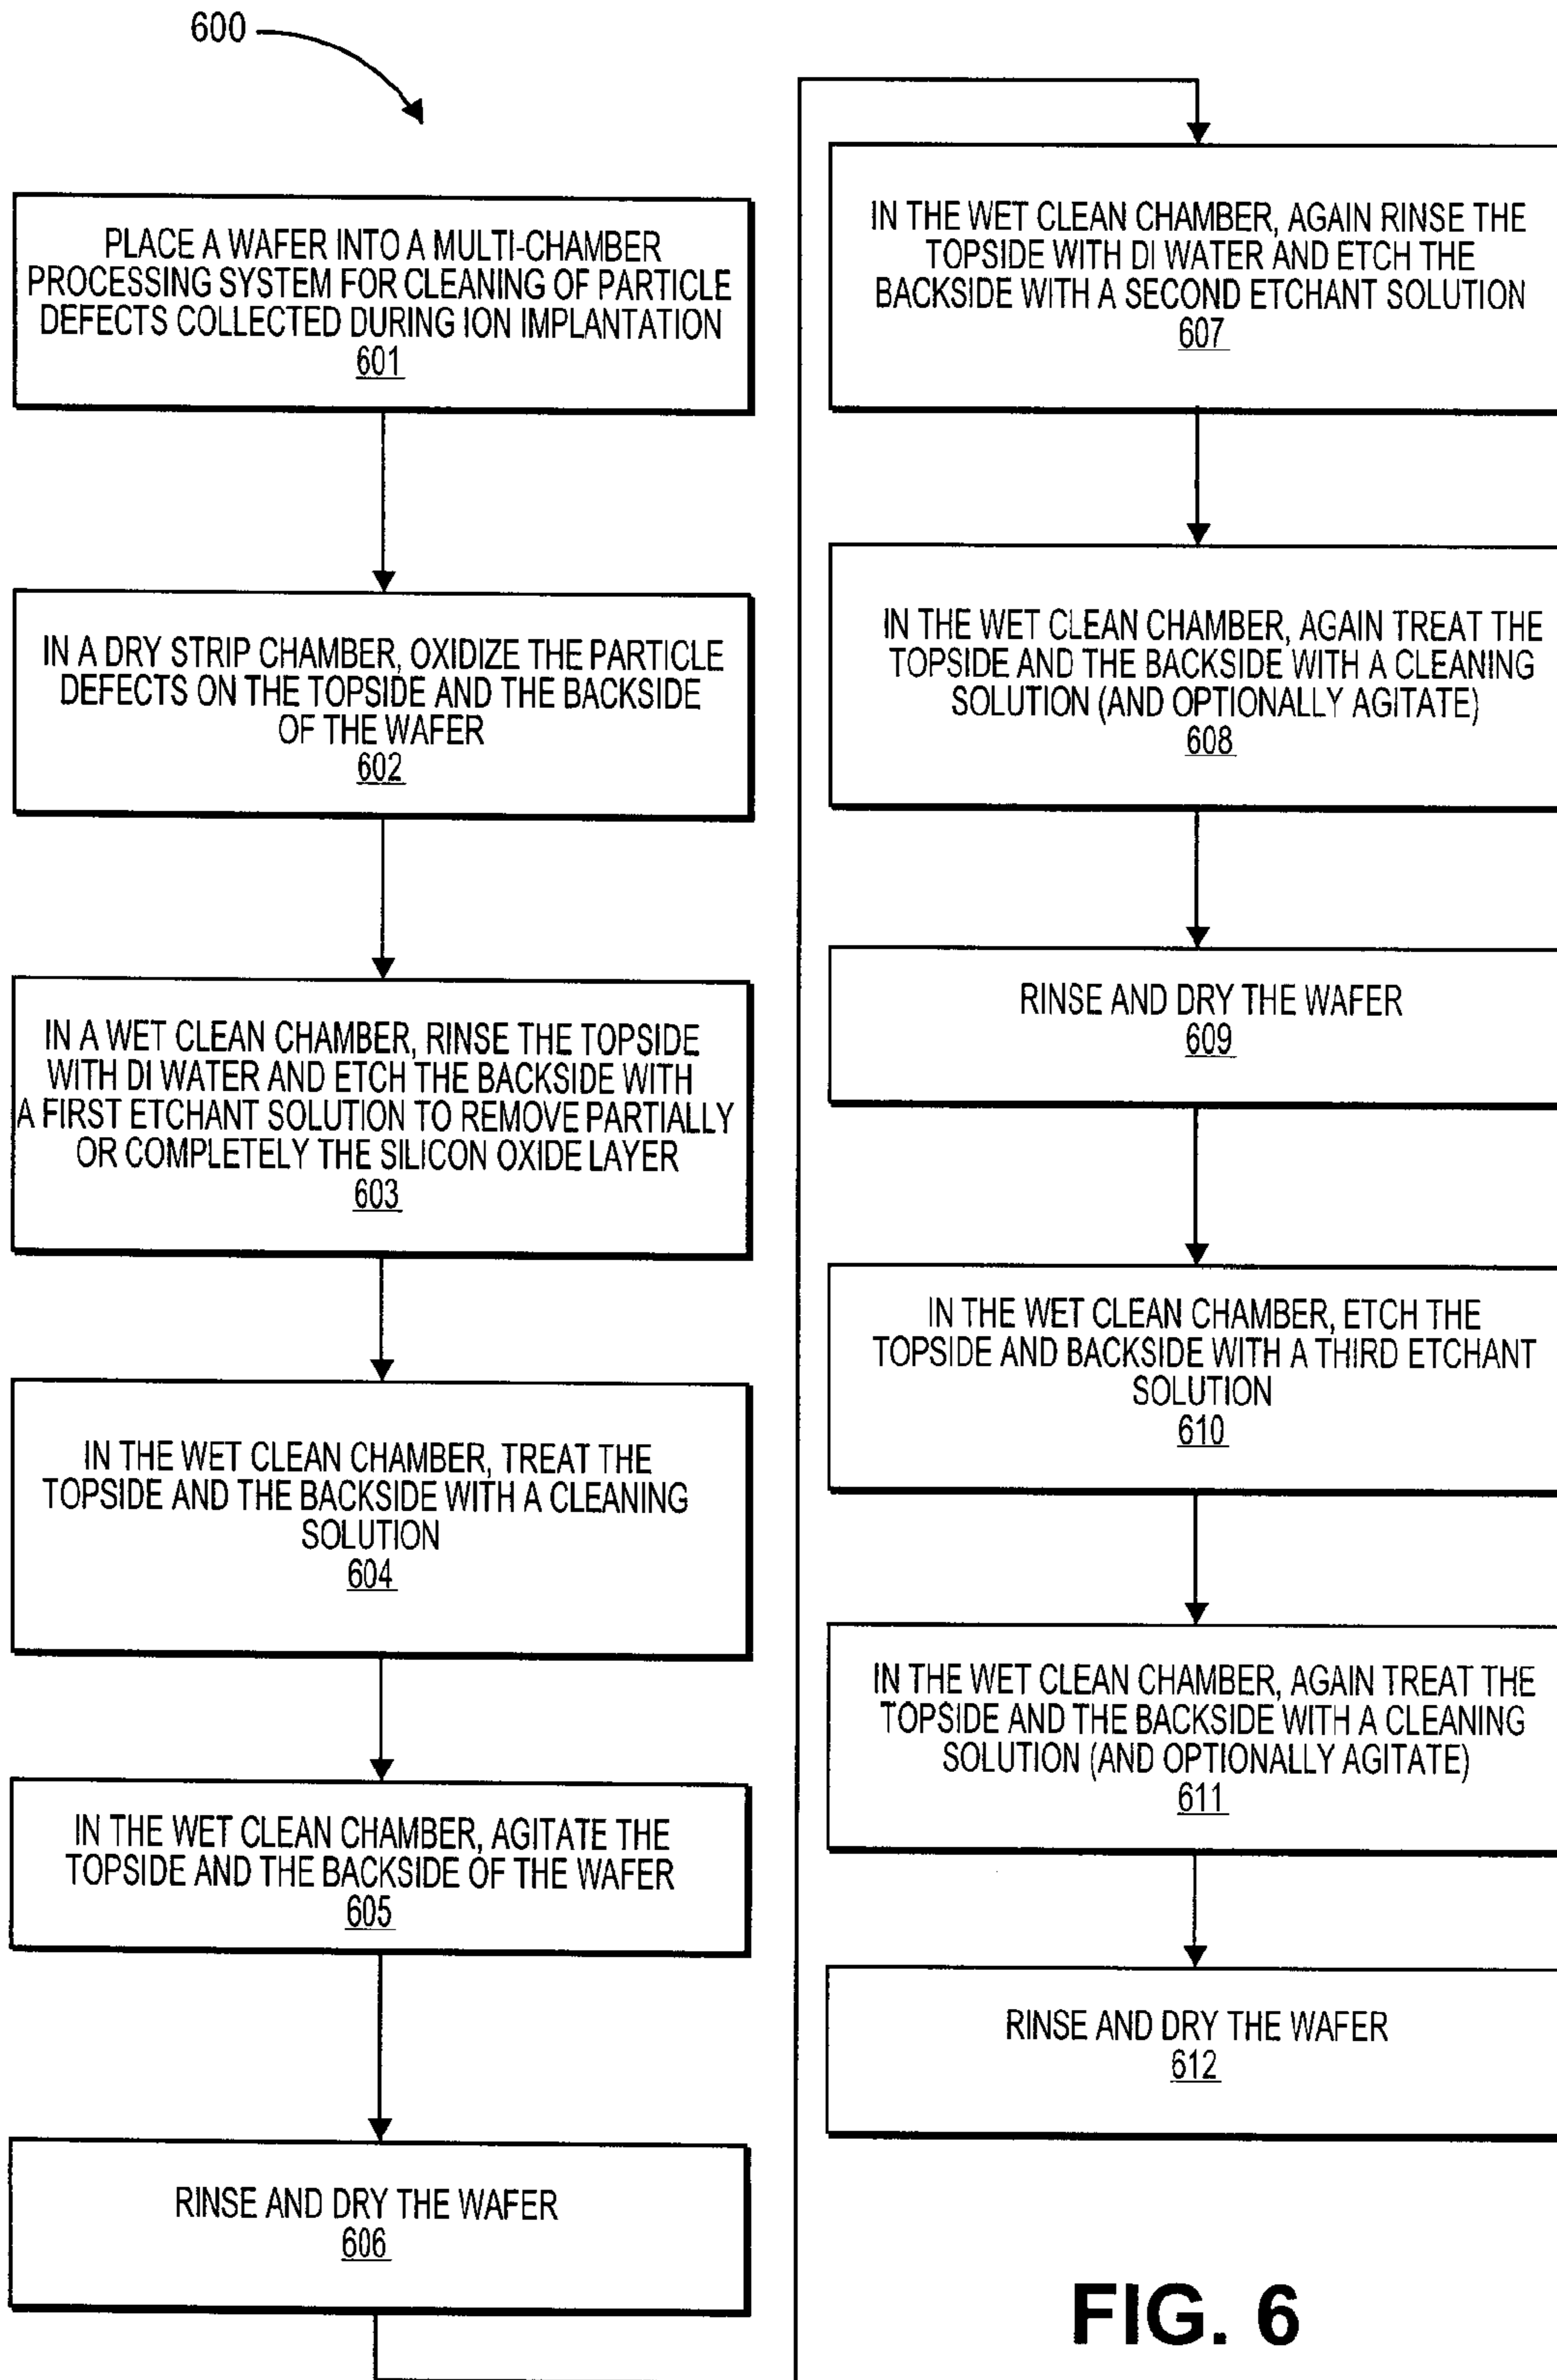 600
PLACE A WAFER INTO A MULTI-CHAMBER
PROCESSING SYSTEM FOR CLEANING OF PARTICLE
DEFECTS COLLECTED DURING ION IMPLANTATION
601
IN A DRY STRIP CHAMBER, OXIDIZE THE PARTICLE
DEFECTS ON THE TOPSIDE AND THE BACKSIDE
OF THE WAFER
602
IN A WET CLEAN CHAMBER, RINSE THE TOPSIDE
WITH DI WATER AND ETCH THE BACKSIDE WITH
A FIRST ETCHANT SOLUTION TO REMOVE PARTIALLY
OR COMPLETELY THE SILICON OXIDE LAYER
603
IN THE WET CLEAN CHAMBER, TREAT THE
TOPSIDE AND THE BACKSIDE WITH A CLEANING
SOLUTION
604
IN THE WET CLEAN CHAMBER, AGITATE THE
TOPSIDE AND THE BACKSIDE OF THE WAFER
605
RINSE AND DRY THE WAFER
606
IN THE WET CLEAN CHAMBER, AGAIN RINSE THE
TOPSIDE WITH DI WATER AND ETCH THE
BACKSIDE WITH A SECOND ETCHANT SOLUTION
607
IN THE WET CLEAN CHAMBER, AGAIN TREAT THE
TOPSIDE AND THE BACKSIDE WITH A CLEANING
SOLUTION (AND OPTIONALLY AGITATE)
608
RINSE AND DRY THE WAFER
609
IN THE WET CLEAN CHAMBER, ETCH THE
TOPSIDE AND BACKSIDE WITH A THIRD ETCHANT
SOLUTION
610
IN THE WET CLEAN CHAMBER, AGAIN TREAT THE
TOPSIDE AND THE BACKSIDE WITH A CLEANING
SOLUTION (AND OPTIONALLY AGITATE)
611
RINSE AND DRY THE WAFER
612
FIG. 6